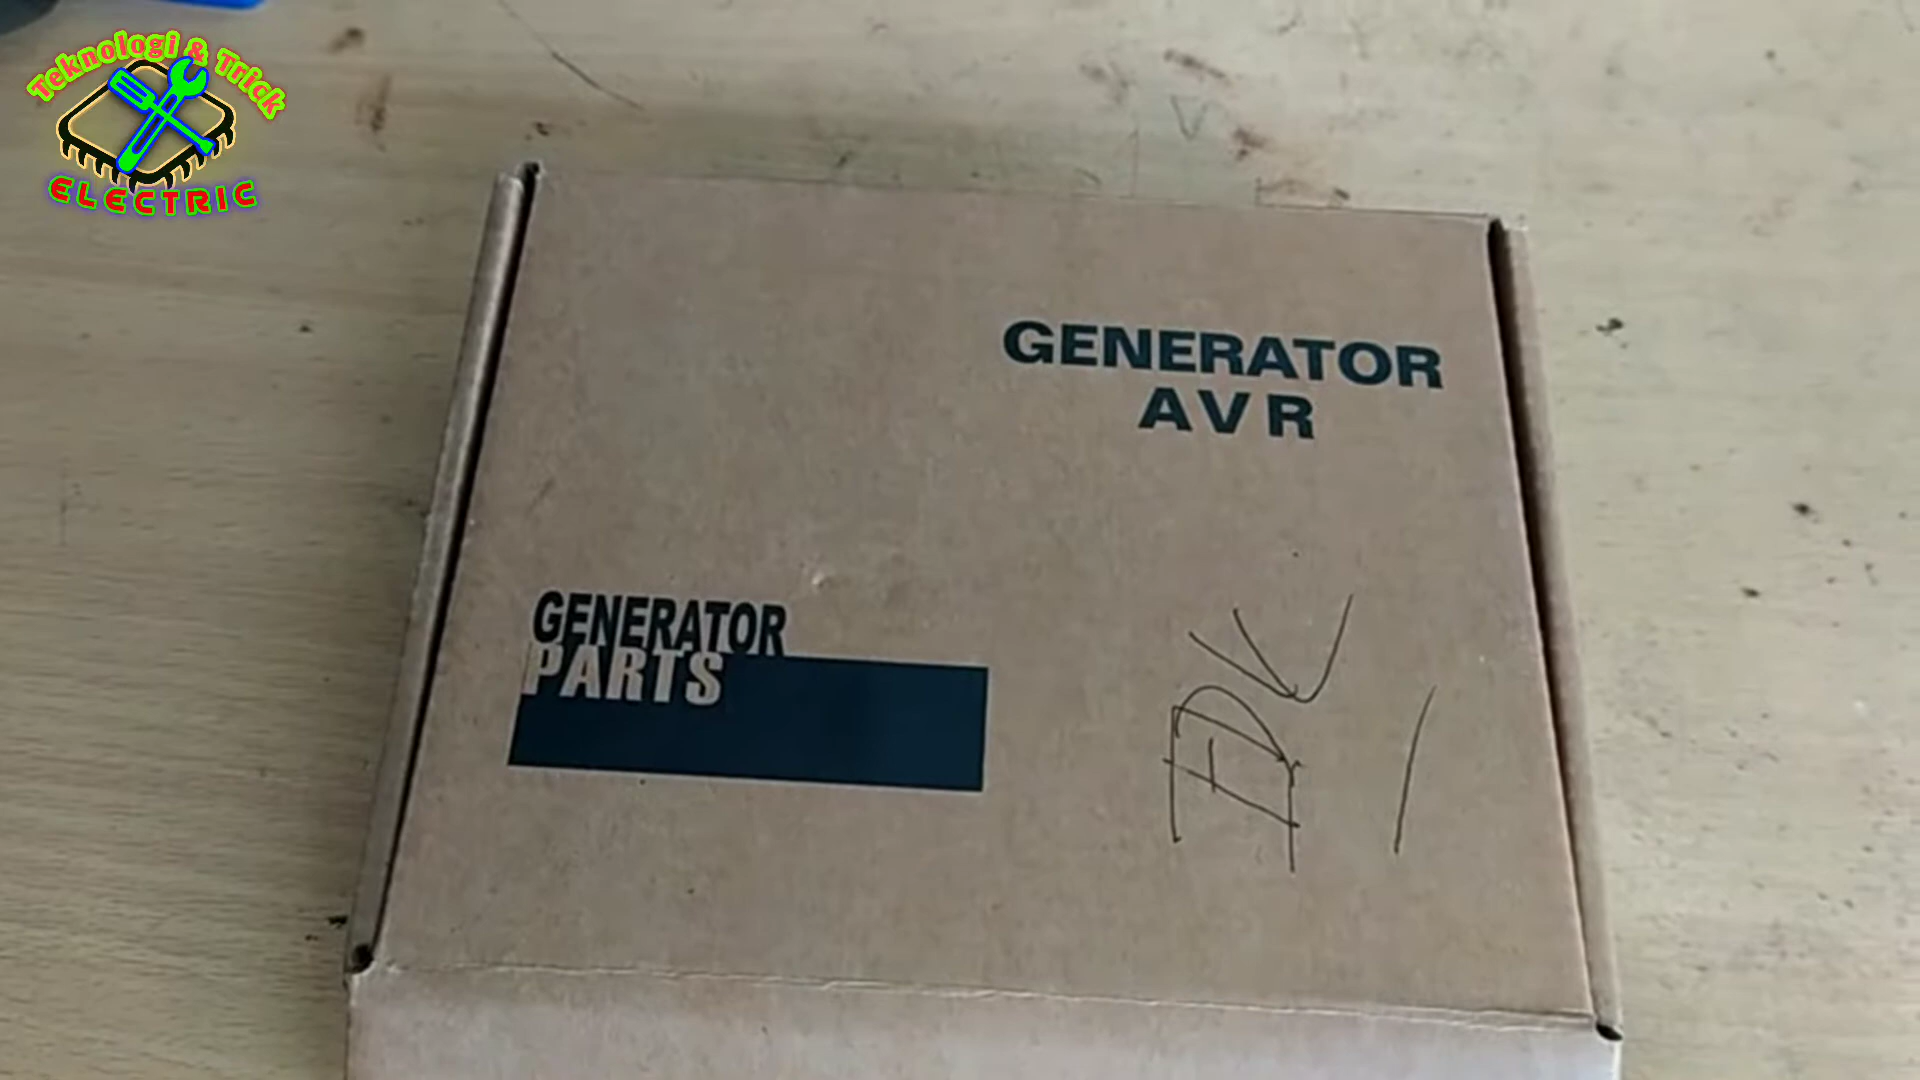 Teknologi & Trick
ELECTRIC
GENERATOR
AVR
GENERATOR
PARTS